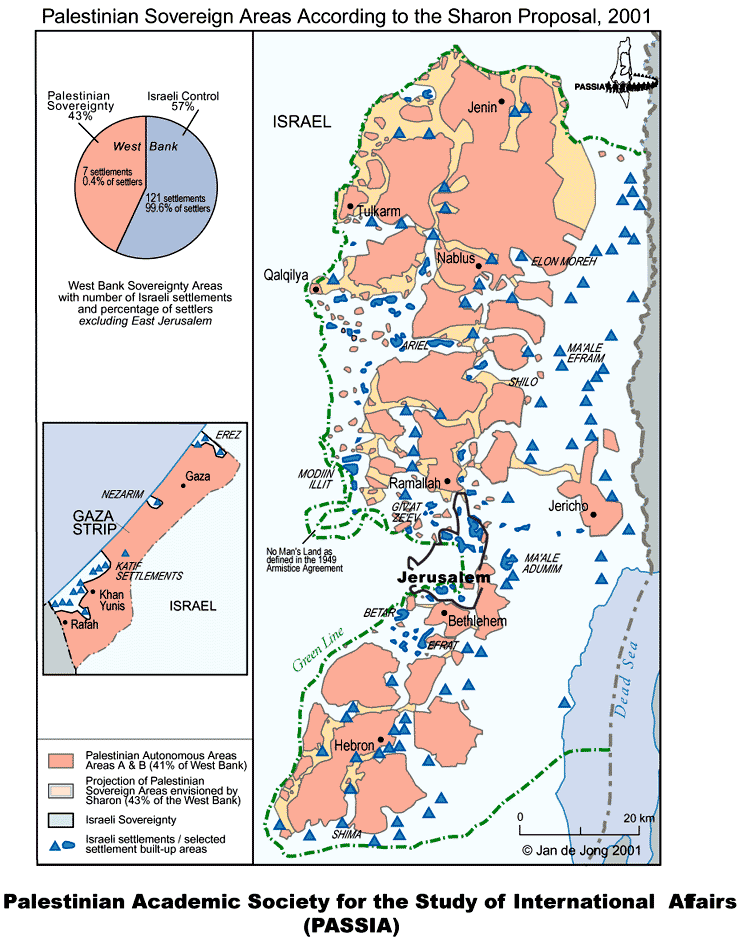 Palestinian Sovereign Areas According to the Sharon Proposal, 2001
Palestinian
Sovereignty
43%
Israeli Control
57%
West Bank
7 settlements
0.4% of settlers
121 settlements
99.6% of settlers
West Bank Sovereignty Areas
with number of Israeli settlements
and percentage of settlers
excluding East Jerusalem
EREZ
Gaza
NEZARIM
GAZA
STRIP
KATIF
SETTLEMENTS
Khan
Yunis
Rafah
ISRAEL
Palestinian Autonomous Areas
Areas A & B (41% of West Bank)
Projection of Palestinian
Sovereign Areas envisioned by
Sharon (43% of the West Bank)
Israeli Sovereignty
Israeli settlements / selected
settlement built-up areas
PASSIA
ISRAEL
Jenin
Tulkarm
Nablus
ELON MOREH
Qalqilya
ARIEL
MA'ALE
EFRAIM
SHILO
MODIIN
ILLIT
Ramallah
GIV'AT
ZE'EV
Jericho
No Man's Land as
defined in the 1949
Armistice Agreement
MA'ALE
ADUMIM
Jerusalem
BETAR
Bethlehem
EFRAT
Green Line
Dead Sea
Hebron
SHIMA
0 20 km
© Jan de Jong 2001
Palestinian Academic Society for the Study of International Affairs
(PASSIA)